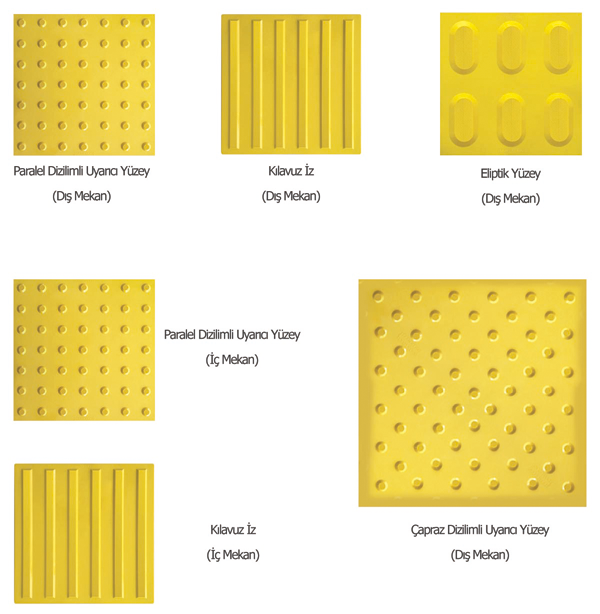 Paralel Dizilimli Uyarıcı Yüzey
(Dış Mekan)
Kılavuz İz
(Dış Mekan)
Eliptik Yüzey
(Dış Mekan)
Paralel Dizilimli Uyarıcı Yüzey
(İç Mekan)
Kılavuz İz
(İç Mekan)
Çapraz Dizilimli Uyarıcı Yüzey
(Dış Mekan)